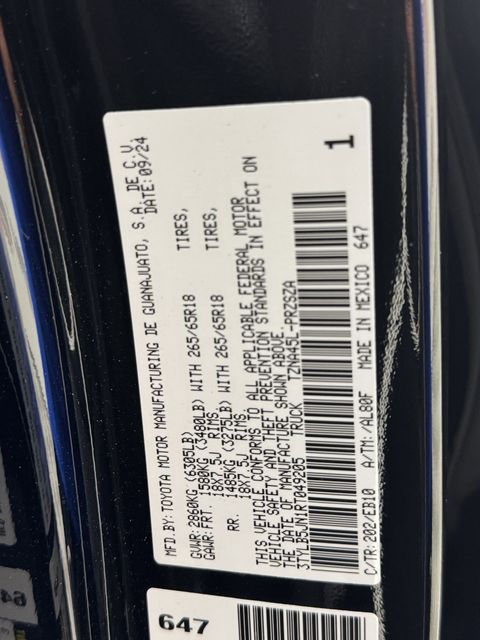 MFD.BY:TOYOTA MOTOR MANUFACTURING DE GUANAJUATO, S.A. DE C.V.
DATE:09/24
GVWR:2860KG (6305LB)
GAWR:FRT. 1580KG (3480LB) WITH 265/65R18 TIRES,
18X7.5J RIMS
RR. 1485KG (3275LB) WITH 265/65R18 TIRES,
18X7.5J RIMS
THIS VEHICLE CONFORMS TO ALL APPLICABLE FEDERAL MOTOR
VEHICLE SAFETY AND THEFT PREVENTION STANDARDS IN EFFECT ON
THE DATE OF MANUFACTURE SHOWN ABOVE.
3TYLB5JN1RT049205 TRUCK TZNA45L-PRZSZA
1
C/TR:202/EB10 A/TM:/AL80F MADE IN MEXICO 647
647